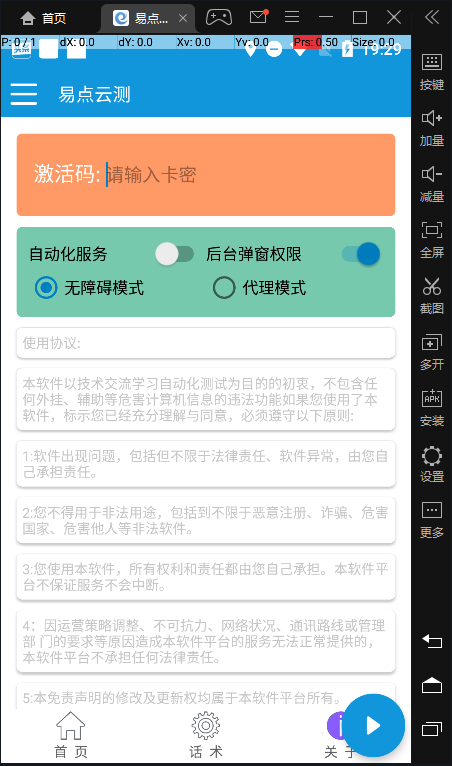 首页
易点...
P: 0 / 1 dX: 0.0 dY: 0.0 Xv: 0.0 Yv: 0.0 Prs: 0.50 Size: 0.0
19:29
易点云测
激活码: 请输入卡密
自动化服务 后台弹窗权限
无障碍模式 代理模式
使用协议:
本软件以技术交流学习自动化测试为目的的初衷，不包含任
何外挂、辅助等危害计算机信息的违法功能如果您使用了本
软件，标示您已经充分理解与同意，必须遵守以下原则:
1:软件出现问题，包括但不限于法律责任、软件异常，由您自
己承担责任。
2:您不得用于非法用途，包括到不限于恶意注册、诈骗、危害
国家、危害他人等非法软件。
3:您使用本软件，所有权利和责任都由您自己承担。本软件平
台不保证服务不会中断。
4：因运营策略调整、不可抗力、网络状况、通讯路线或管理
部 门的要求等原因造成本软件平台的服务无法正常提供的，
本软件平台不承担任何法律责任。
5:本免责声明的修改及更新权均属于本软件平台所有。
首 页
话 术
关 于
按键
加量
减量
全屏
截图
多开
APK
安装
设置
更多